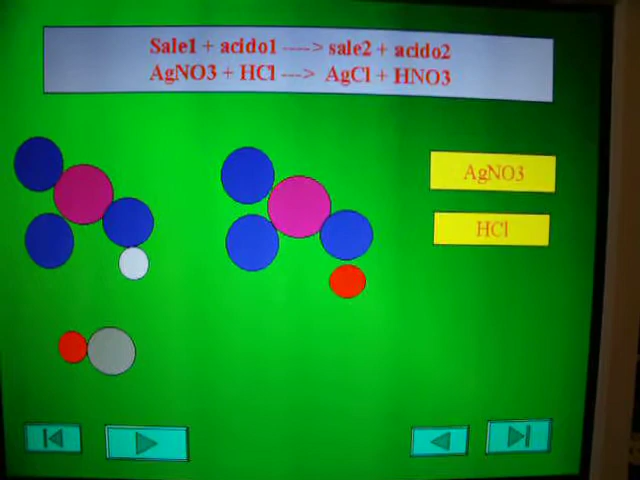 Sale1 + acido1 ----> sale2 + acido2
AgNO3 + HCl ---> AgCl + HNO3
AgNO3
HCl